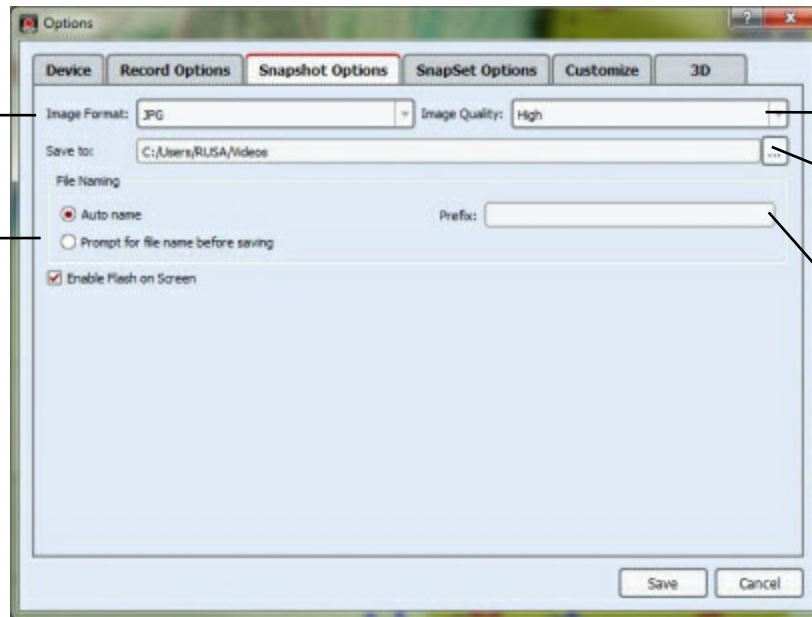 Options
?
x
Device
Record Options
Snapshot Options
SnapSet Options
Customize
3D
Image Format: JPG
Image Quality: High
Save to: C:/Users/RUSA/Videos
...
File Naming
Auto name
Prefix:
Prompt for file name before saving
Enable Flash on Screen
Save
Cancel